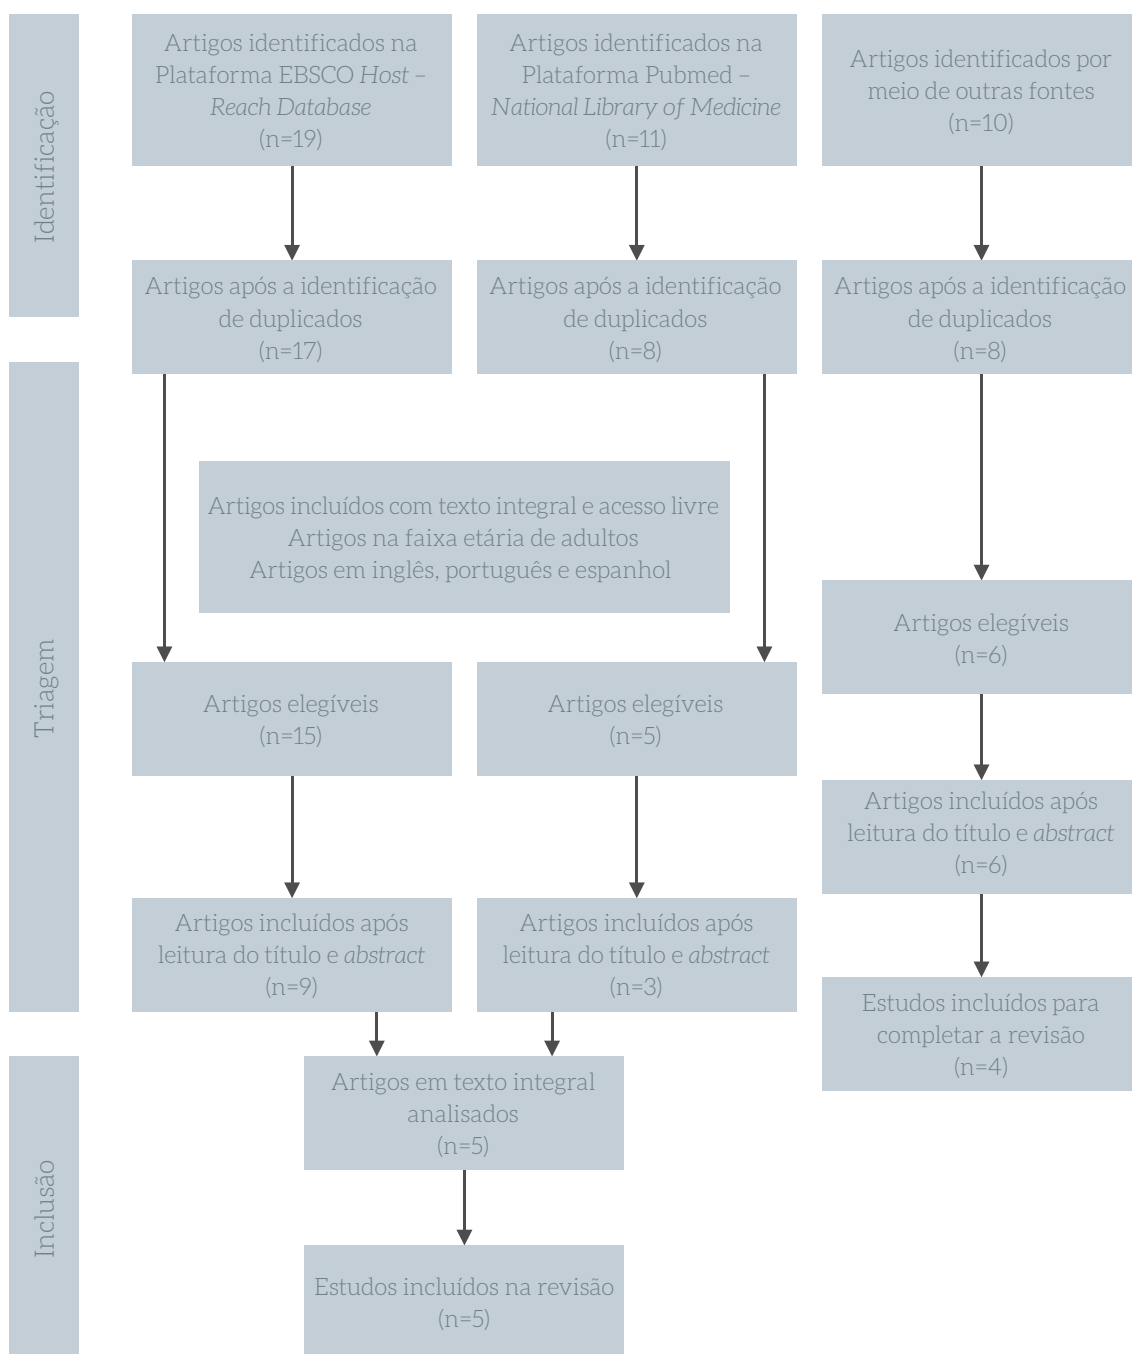 Identificação
Artigos identificados na
Plataforma EBSCO Host –
Reach Database
(n=19)
Artigos identificados na
Plataforma Pubmed –
National Library of Medicine
(n=11)
Artigos identificados por
meio de outras fontes
(n=10)
Artigos após a identificação
de duplicados
(n=17)
Artigos após a identificação
de duplicados
(n=8)
Artigos após a identificação
de duplicados
(n=8)
Triagem
Artigos incluídos com texto integral e acesso livre
Artigos na faixa etária de adultos
Artigos em inglês, português e espanhol
Artigos elegíveis
(n=15)
Artigos elegíveis
(n=5)
Artigos elegíveis
(n=6)
Artigos incluídos após
leitura do título e abstract
(n=9)
Artigos incluídos após
leitura do título e abstract
(n=3)
Artigos incluídos após
leitura do título e abstract
(n=6)
Estudos incluídos para
completar a revisão
(n=4)
Inclusão
Artigos em texto integral
analisados
(n=5)
Estudos incluídos na revisão
(n=5)